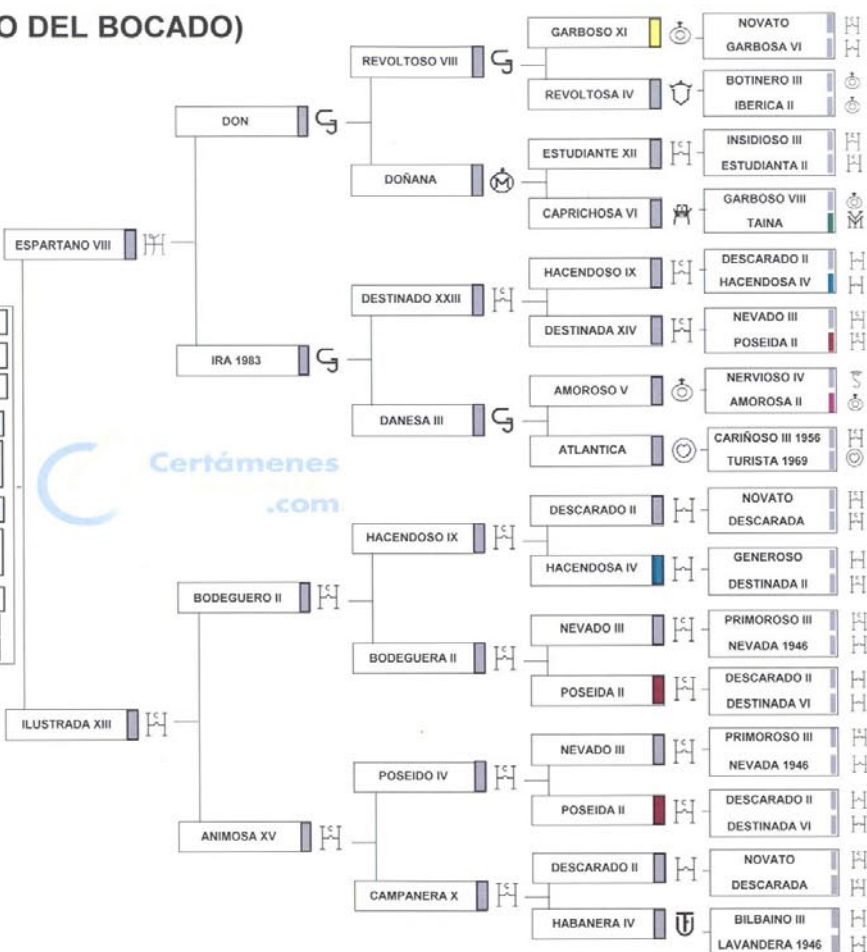 O DEL BOCADO)
ESPARTANO VIII
ILUSTRADA XIII
DON
IRA 1983
BODEGUERO II
ANIMOSA XV
REVOLTOSO VIII
DOÑANA
DESTINADO XXIII
DANESA III
HACENDOSO IX
BODEGUERA II
POSEIDO IV
CAMPANERA X
GARBOSO XI
REVOLTOSA IV
ESTUDIANTE XII
CAPRICHOSA VI
HACENDOSO IX
DESTINADA XIV
AMOROSO V
ATLANTICA
DESCARADO II
HACENDOSA IV
NEVADO III
POSEIDA II
NEVADO III
POSEIDA II
DESCARADO II
HABANERA IV
NOVATO
GARBOSA VI
BOTINERO III
IBERICA II
INSIDIOSO III
ESTUDIANTA II
GARBOSO VIII
TAINA
DESCARADO II
HACENDOSA IV
NEVADO III
POSEIDA II
NERVIOSO IV
AMOROSA II
CARIÑOSO III 1956
TURISTA 1969
NOVATO
DESCARADA
GENEROSO
DESTINADA II
PRIMOROSO III
NEVADA 1946
DESCARADO II
DESTINADA VI
PRIMOROSO III
NEVADA 1946
DESCARADO II
DESTINADA VI
NOVATO
DESCARADA
BILBAINO III
LAVANDERA 1946
Certámenes
.com